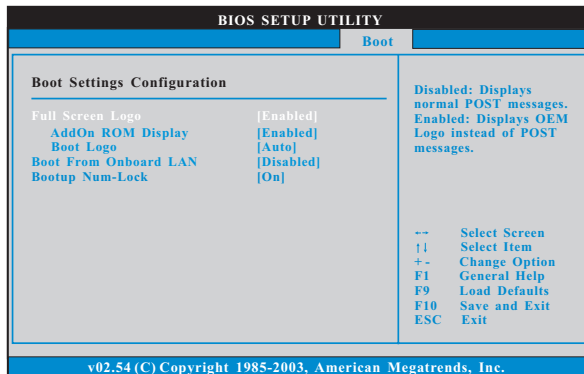 BIOS SETUP UTILITY
Boot
Boot Settings Configuration
Full Screen Logo [Enabled]
AddOn ROM Display [Enabled]
Boot Logo [Auto]
Boot From Onboard LAN [Disabled]
Bootup Num-Lock [On]
Disabled: Displays
normal POST messages.
Enabled: Displays OEM
Logo instead of POST
messages.
←→ Select Screen
↑↓ Select Item
+ - Change Option
F1 General Help
F9 Load Defaults
F10 Save and Exit
ESC Exit
v02.54 (C) Copyright 1985-2003, American Megatrends, Inc.